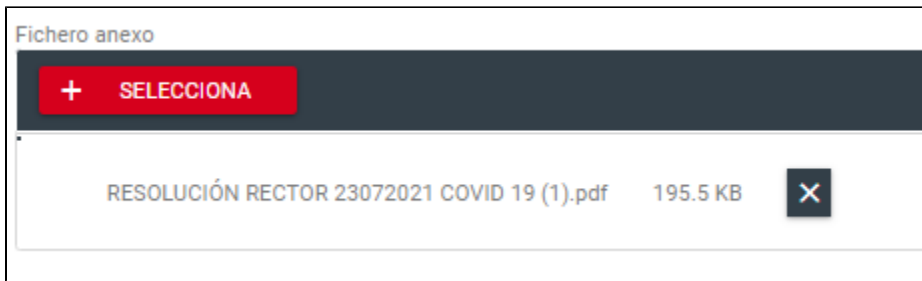 Fichero anexo
+ SELECCIONA
RESOLUCIÓN RECTOR 23072021 COVID 19 (1).pdf 195.5 KB